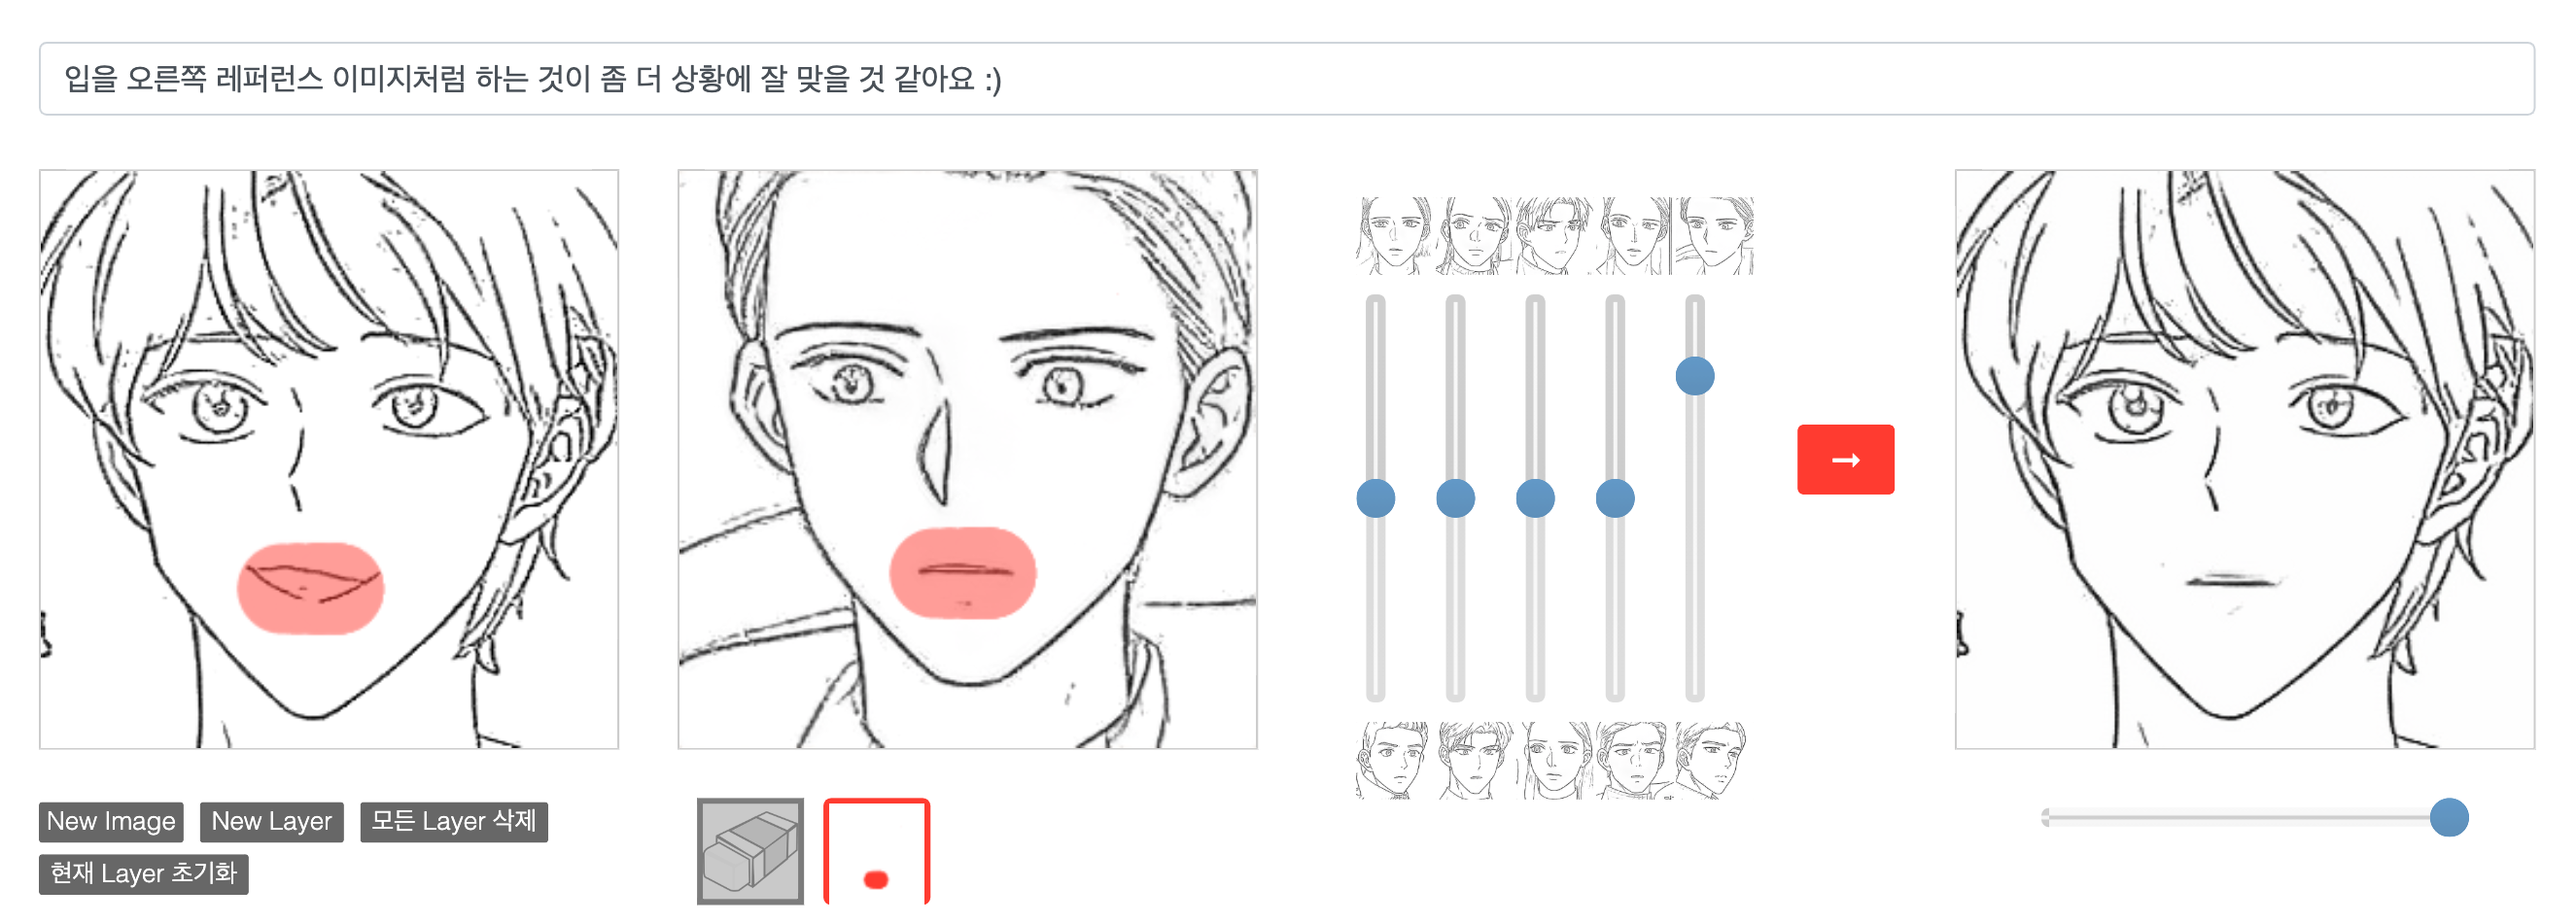 입을 오른쪽 레퍼런스 이미지처럼 하는 것이 좀 더 상황에 잘 맞을 것 같아요 :)
New Image New Layer 모든 Layer 삭제
현재 Layer 초기화